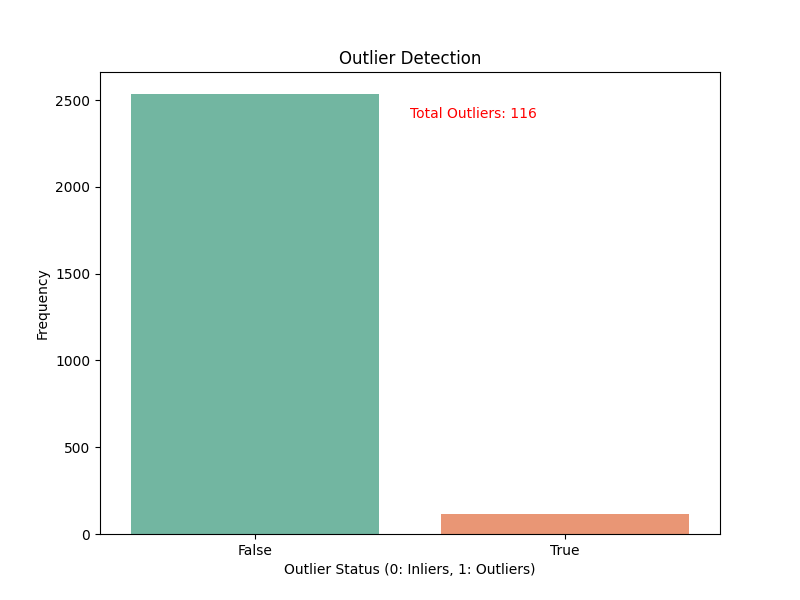 Outlier Detection
Total Outliers: 116
2500
2000
1500
1000
500
0
Frequency
False
True
Outlier Status (0: Inliers, 1: Outliers)